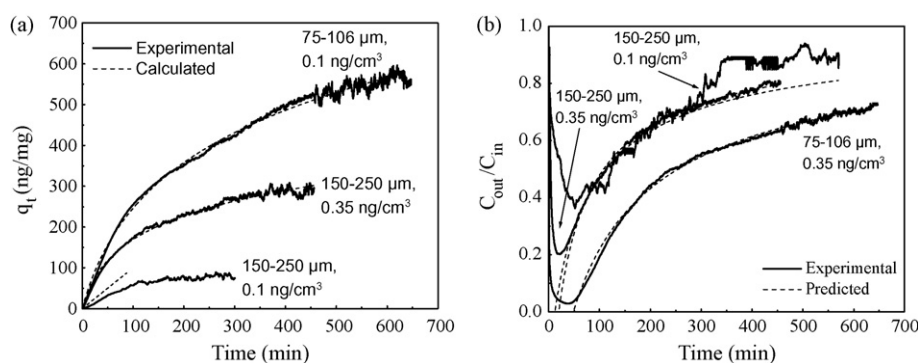 (a)
700
600
500
400
300
200
100
0
qt (ng/mg)
Experimental
Calculated
75-106 μm,
0.1 ng/cm³
150-250 μm,
0.35 ng/cm³
150-250 μm,
0.1 ng/cm³
0 100 200 300 400 500 600 700
Time (min)
(b)
1.0
0.8
0.6
0.4
0.2
0.0
Cout/Cin
150-250 μm,
0.1 ng/cm³
150-250 μm,
0.35 ng/cm³
75-106 μm,
0.35 ng/cm³
Experimental
Predicted
0 100 200 300 400 500 600 700
Time (min)